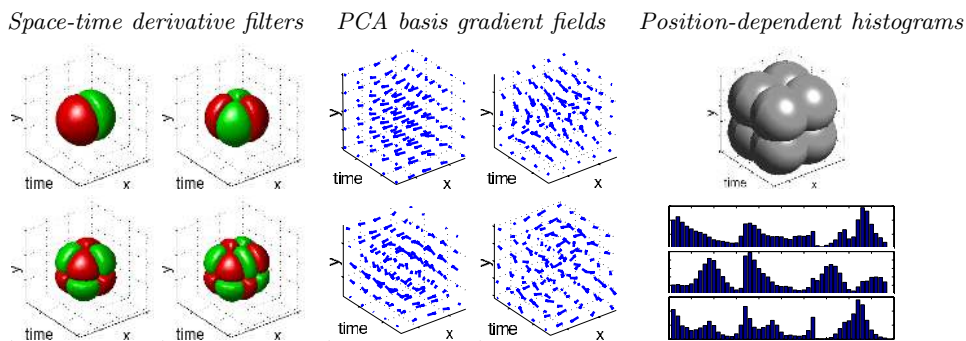 Space-time derivative filters
PCA basis gradient fields
Position-dependent histograms
y
time
x
y
time
x
y
time
x
y
time
x
y
time
x
y
time
x
y
time
x
y
time
x
y
time
x